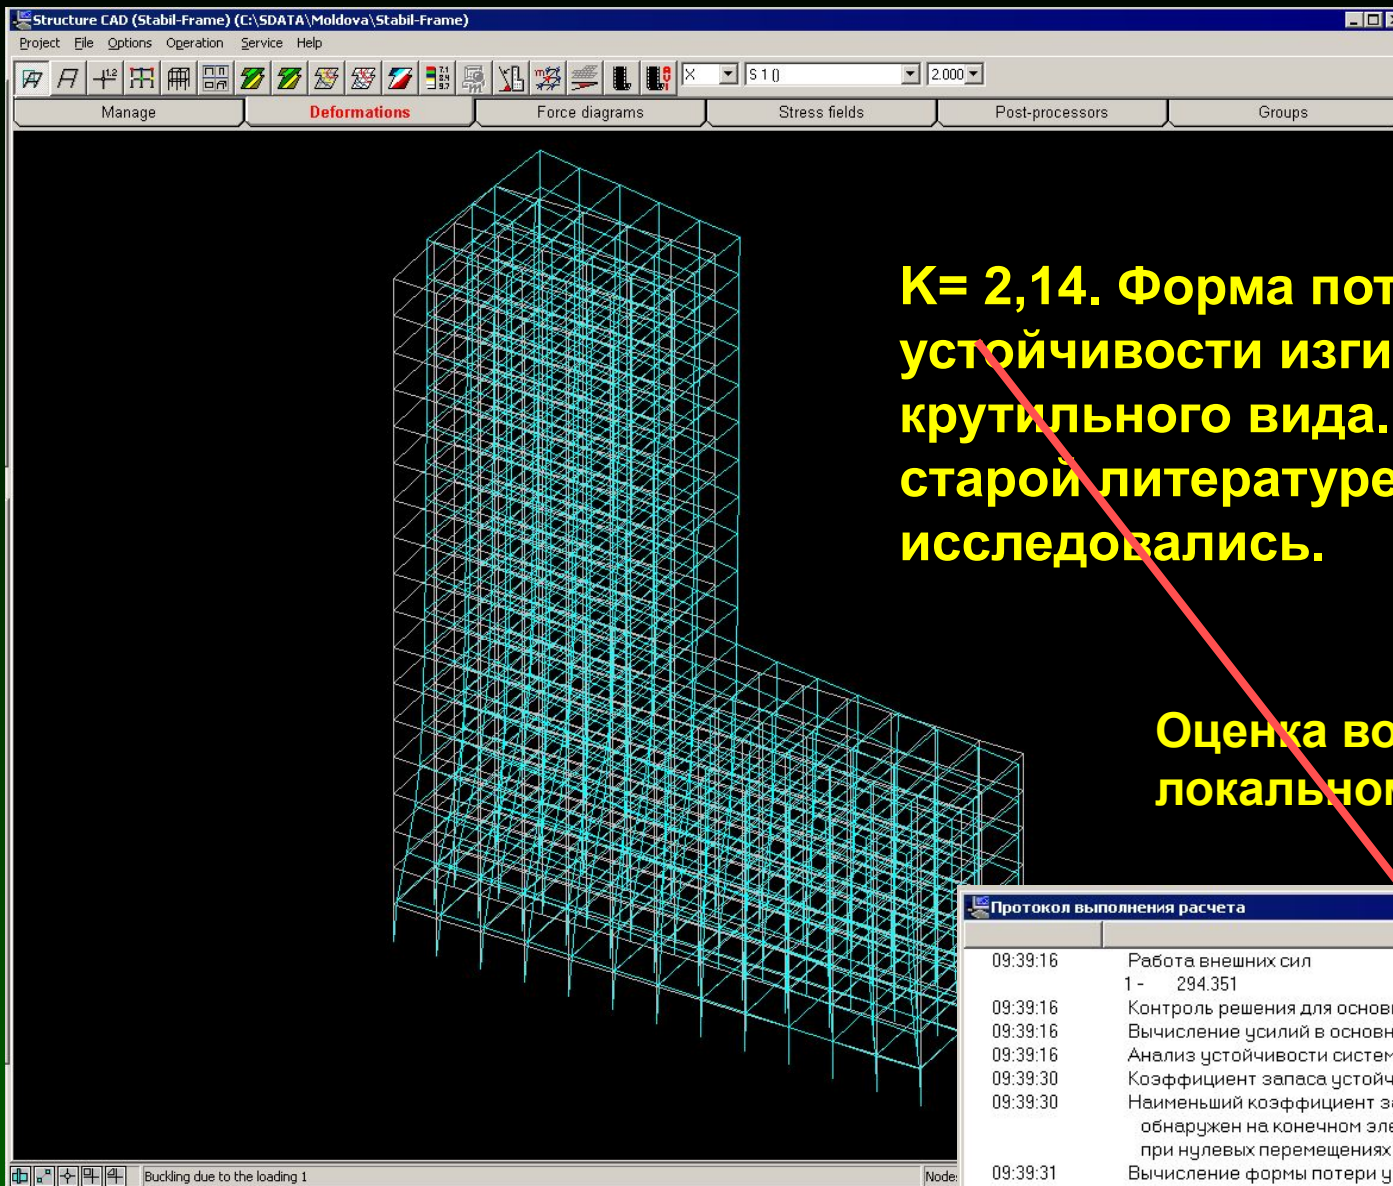 Structure CAD (Stabil-Frame) (C:\SDATA\Moldova\Stabil-Frame)
Project File Options Operation Service Help
X S 1 () 2.000
Manage Deformations Force diagrams Stress fields Post-processors Groups
K= 2,14. Форма пот
устойчивости изги
крутильного вида.
старой литературе
исследовались.
Оценка во
локальном
Протокол выполнения расчета
09:39:16 Работа внешних сил
1 - 294.351
09:39:16 Контроль решения для основн
09:39:16 Вычисление усилий в основн
09:39:16 Анализ устойчивости систем
09:39:30 Коэффициент запаса устойч
09:39:30 Наименьший коэффициент за
обнаружен на конечном эле
при нулевых перемещениях
09:39:31 Вычисление формы потери у
Buckling due to the loading 1 Node: